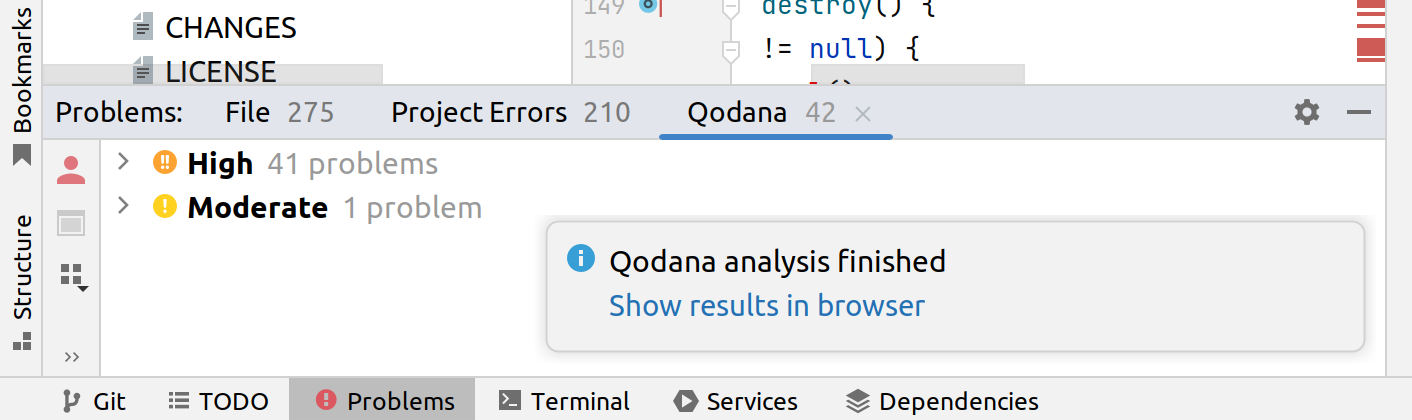 Bookmarks
Structure
CHANGES
LICENSE
149 destroy() {
150 != null) {
Problems: File 275 Project Errors 210 Qodana 42
High 41 problems
Moderate 1 problem
Qodana analysis finished
Show results in browser
Git TODO Problems Terminal Services Dependencies